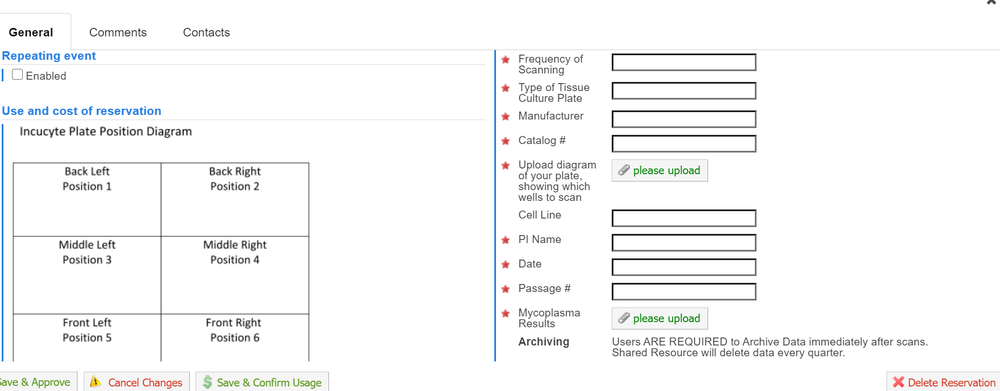 General
Comments
Contacts
Repeating event
Enabled
Use and cost of reservation
Incucyte Plate Position Diagram
Back Left
Position 1
Back Right
Position 2
Middle Left
Position 3
Middle Right
Position 4
Front Left
Position 5
Front Right
Position 6
Frequency of
Scanning
Type of Tissue
Culture Plate
Manufacturer
Catalog #
Upload diagram
of your plate,
showing which
wells to scan
please upload
Cell Line
PI Name
Date
Passage #
Mycoplasma
Results
please upload
Archiving
Users ARE REQUIRED to Archive Data immediately after scans.
Shared Resource will delete data every quarter.
Save & Approve
Cancel Changes
Save & Confirm Usage
Delete Reservation